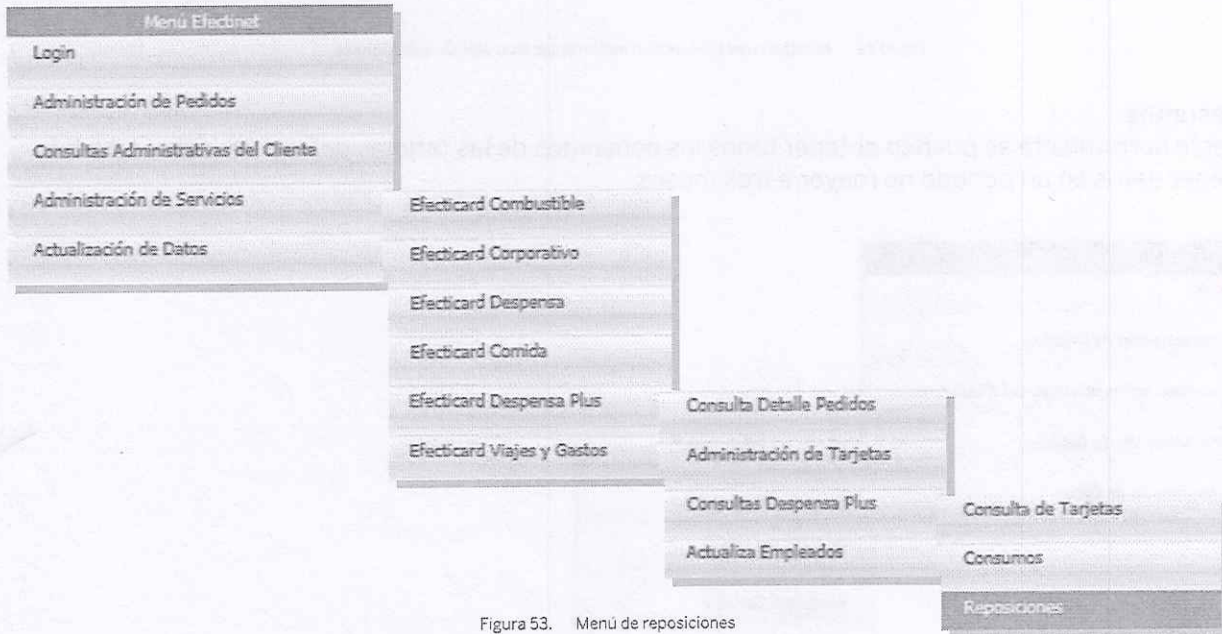 Menú Efectinet
Login
Administración de Pedidos
Consultas Administrativas del Cliente
Administración de Servicios
Actualización de Datos
Efecticard Combustible
Efecticard Corporativo
Efecticard Despensa
Efecticard Comida
Efecticard Despensa Plus
Efecticard Viajes y Gastos
Consulta Detalle Pedidos
Administración de Tarjetas
Consultas Despensa Plus
Actualiza Empleados
Consulta de Tarjetas
Consumos
Reposiciones
Figura 53. Menú de reposiciones